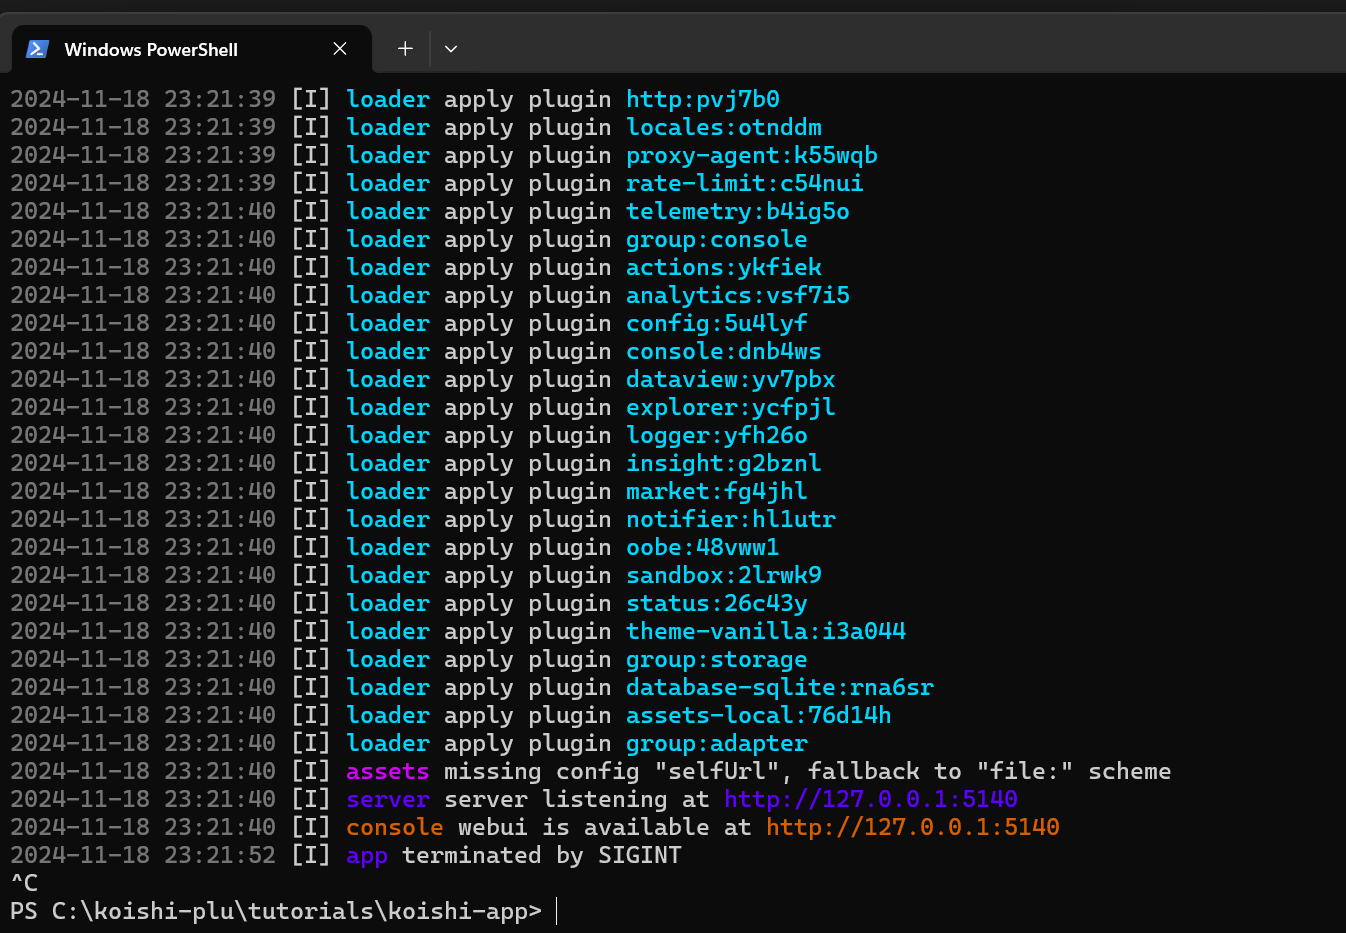 Windows PowerShell
2024-11-18 23:21:39 [I] loader apply plugin http:pvj7b0
2024-11-18 23:21:39 [I] loader apply plugin locales:otnddm
2024-11-18 23:21:39 [I] loader apply plugin proxy-agent:k55wqb
2024-11-18 23:21:39 [I] loader apply plugin rate-limit:c54nui
2024-11-18 23:21:40 [I] loader apply plugin telemetry:b4ig5o
2024-11-18 23:21:40 [I] loader apply plugin group:console
2024-11-18 23:21:40 [I] loader apply plugin actions:ykfiek
2024-11-18 23:21:40 [I] loader apply plugin analytics:vsf7i5
2024-11-18 23:21:40 [I] loader apply plugin config:5u4lyf
2024-11-18 23:21:40 [I] loader apply plugin console:dnb4ws
2024-11-18 23:21:40 [I] loader apply plugin dataview:yv7pbx
2024-11-18 23:21:40 [I] loader apply plugin explorer:ycfpjl
2024-11-18 23:21:40 [I] loader apply plugin logger:yfh26o
2024-11-18 23:21:40 [I] loader apply plugin insight:g2bznl
2024-11-18 23:21:40 [I] loader apply plugin market:fg4jhl
2024-11-18 23:21:40 [I] loader apply plugin notifier:hl1utr
2024-11-18 23:21:40 [I] loader apply plugin oobe:48vww1
2024-11-18 23:21:40 [I] loader apply plugin sandbox:2lrwk9
2024-11-18 23:21:40 [I] loader apply plugin status:26c43y
2024-11-18 23:21:40 [I] loader apply plugin theme-vanilla:i3a044
2024-11-18 23:21:40 [I] loader apply plugin group:storage
2024-11-18 23:21:40 [I] loader apply plugin database-sqlite:rna6sr
2024-11-18 23:21:40 [I] loader apply plugin assets-local:76d14h
2024-11-18 23:21:40 [I] loader apply plugin group:adapter
2024-11-18 23:21:40 [I] assets missing config "selfUrl", fallback to "file:" scheme
2024-11-18 23:21:40 [I] server server listening at http://127.0.0.1:5140
2024-11-18 23:21:40 [I] console webui is available at http://127.0.0.1:5140
2024-11-18 23:21:52 [I] app terminated by SIGINT
^C
PS C:\koishi-plu\tutorials\koishi-app>